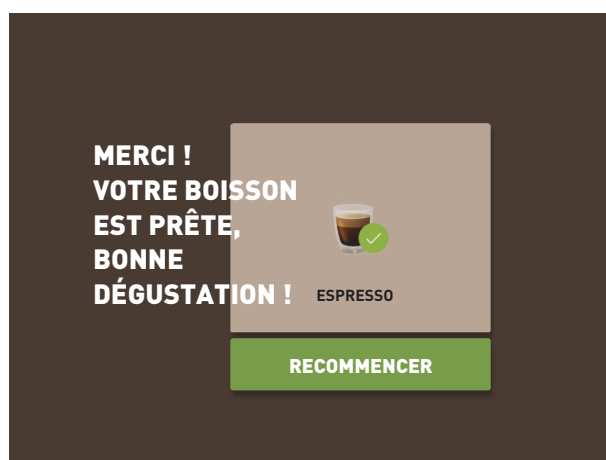 MERCI !
VOTRE BOISSON
EST PRÊTE,
BONNE
DÉGUSTATION !
ESPRESSO
RECOMMENCER